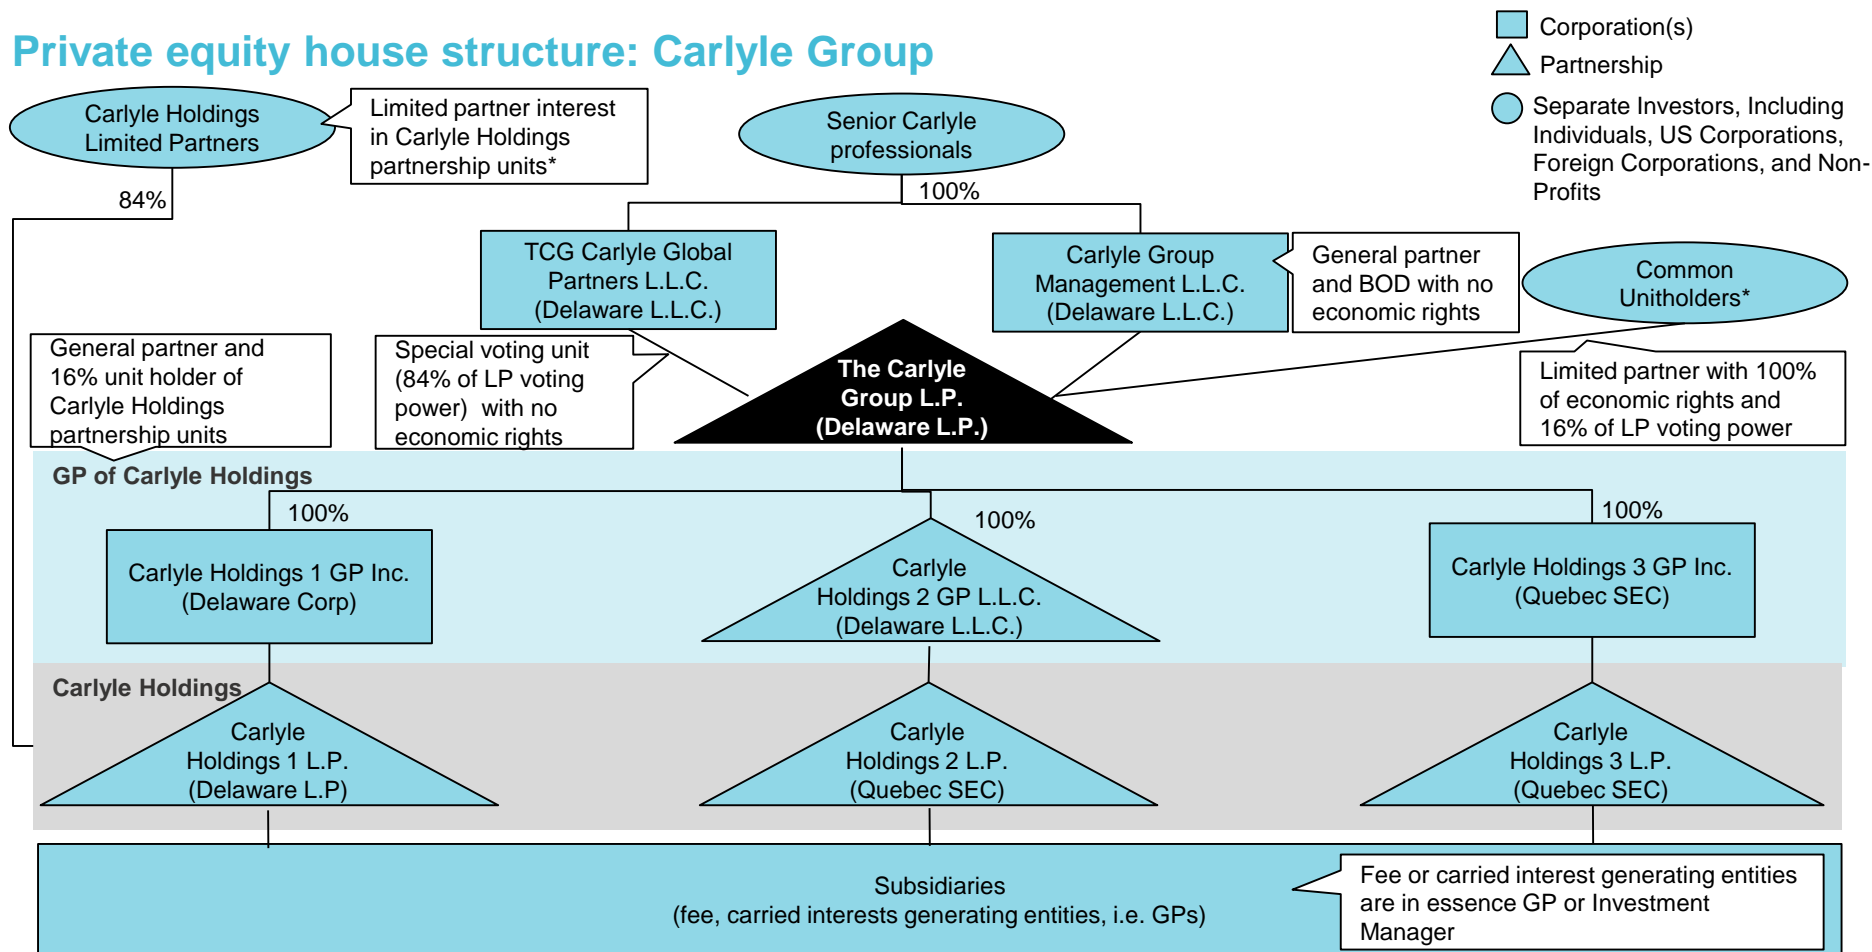 Private equity house structure: Carlyle Group
Corporation(s)
Partnership
Separate Investors, Including
Individuals, US Corporations,
Foreign Corporations, and Non-
Profits
Carlyle Holdings
Limited Partners
Limited partner interest
in Carlyle Holdings
partnership units*
Senior Carlyle
professionals
84%
100%
TCG Carlyle Global
Partners L.L.C.
(Delaware L.L.C.)
Carlyle Group
Management L.L.C.
(Delaware L.L.C.)
General partner
and BOD with no
economic rights
Common
Unitholders*
General partner and
16% unit holder of
Carlyle Holdings
partnership units
Special voting unit
(84% of LP voting
power) with no
economic rights
The Carlyle
Group L.P.
(Delaware L.P.)
Limited partner with 100%
of economic rights and
16% of LP voting power
GP of Carlyle Holdings
100%
100%
100%
Carlyle Holdings 1 GP Inc.
(Delaware Corp)
Carlyle
Holdings 2 GP L.L.C.
(Delaware L.L.C.)
Carlyle Holdings 3 GP Inc.
(Quebec SEC)
Carlyle Holdings
Carlyle
Holdings 1 L.P.
(Delaware L.P)
Carlyle
Holdings 2 L.P.
(Quebec SEC)
Carlyle
Holdings 3 L.P.
(Quebec SEC)
Subsidiaries
(fee, carried interests generating entities, i.e. GPs)
Fee or carried interest generating entities
are in essence GP or Investment
Manager